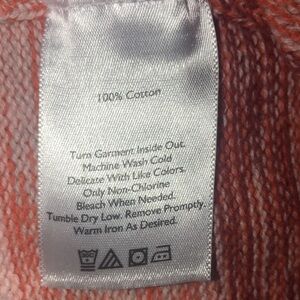 100% Cotton
Turn Garment Inside Out.
Machine Wash Cold
Delicate With Like Colors.
Only Non-Chlorine
Bleach When Needed.
Tumble Dry Low. Remove Promptly.
Warm Iron As Desired.